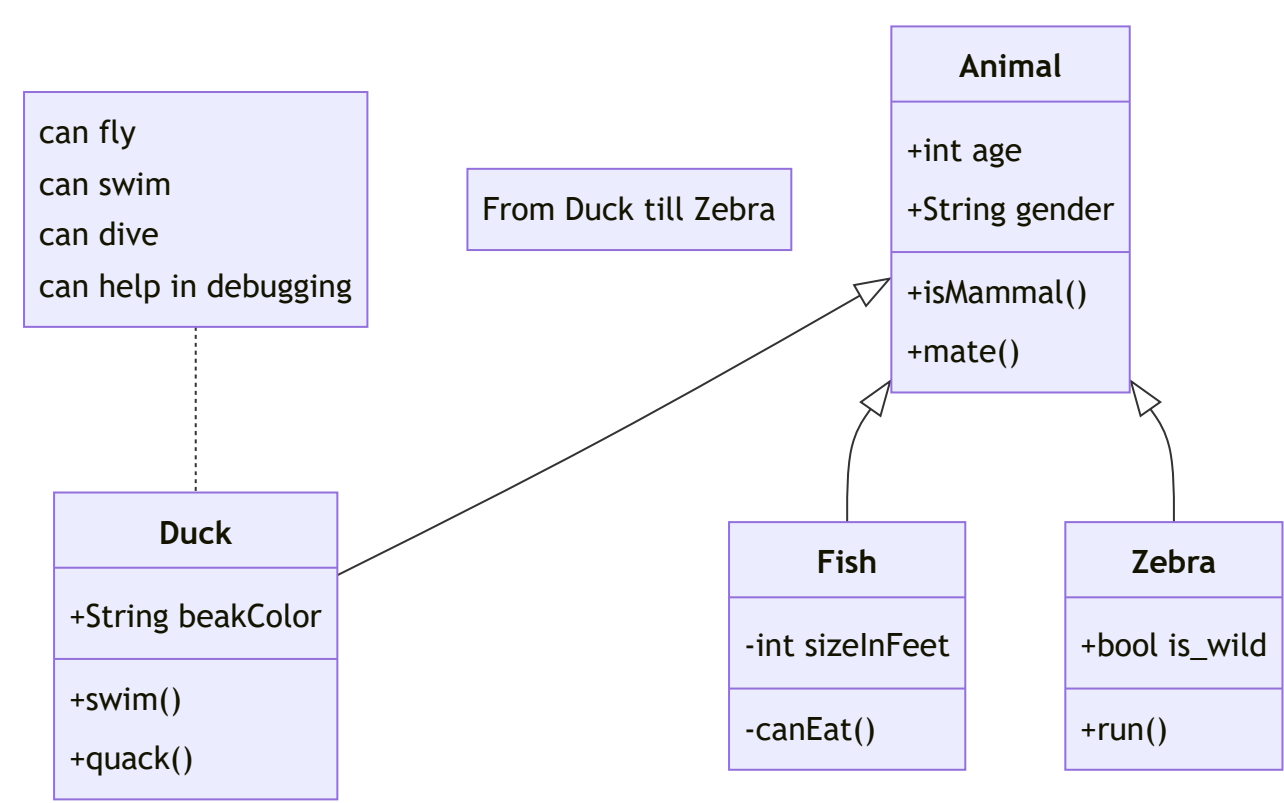 can fly
can swim
can dive
can help in debugging
From Duck till Zebra
Animal
+int age
+String gender
+isMammal()
+mate()
Duck
+String beakColor
+swim()
+quack()
Fish
-int sizeInFeet
-canEat()
Zebra
+bool is_wild
+run()